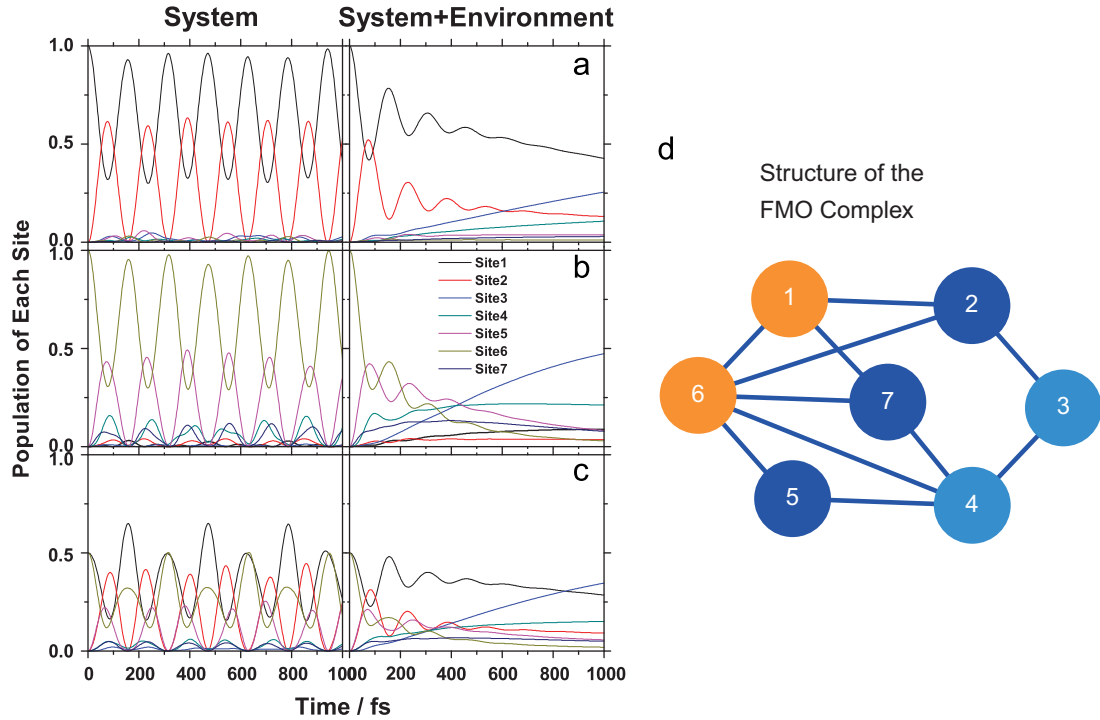 System System+Environment
Population of Each Site
1.0
0.5
0.0
a
1.0
0.5
0.0
b
Site1
Site2
Site3
Site4
Site5
Site6
Site7
1.0
0.5
0.0
c
0 200 400 600 800 1000 200 400 600 800 1000
Time / fs
d
Structure of the
FMO Complex
1
2
6
7
3
5
4